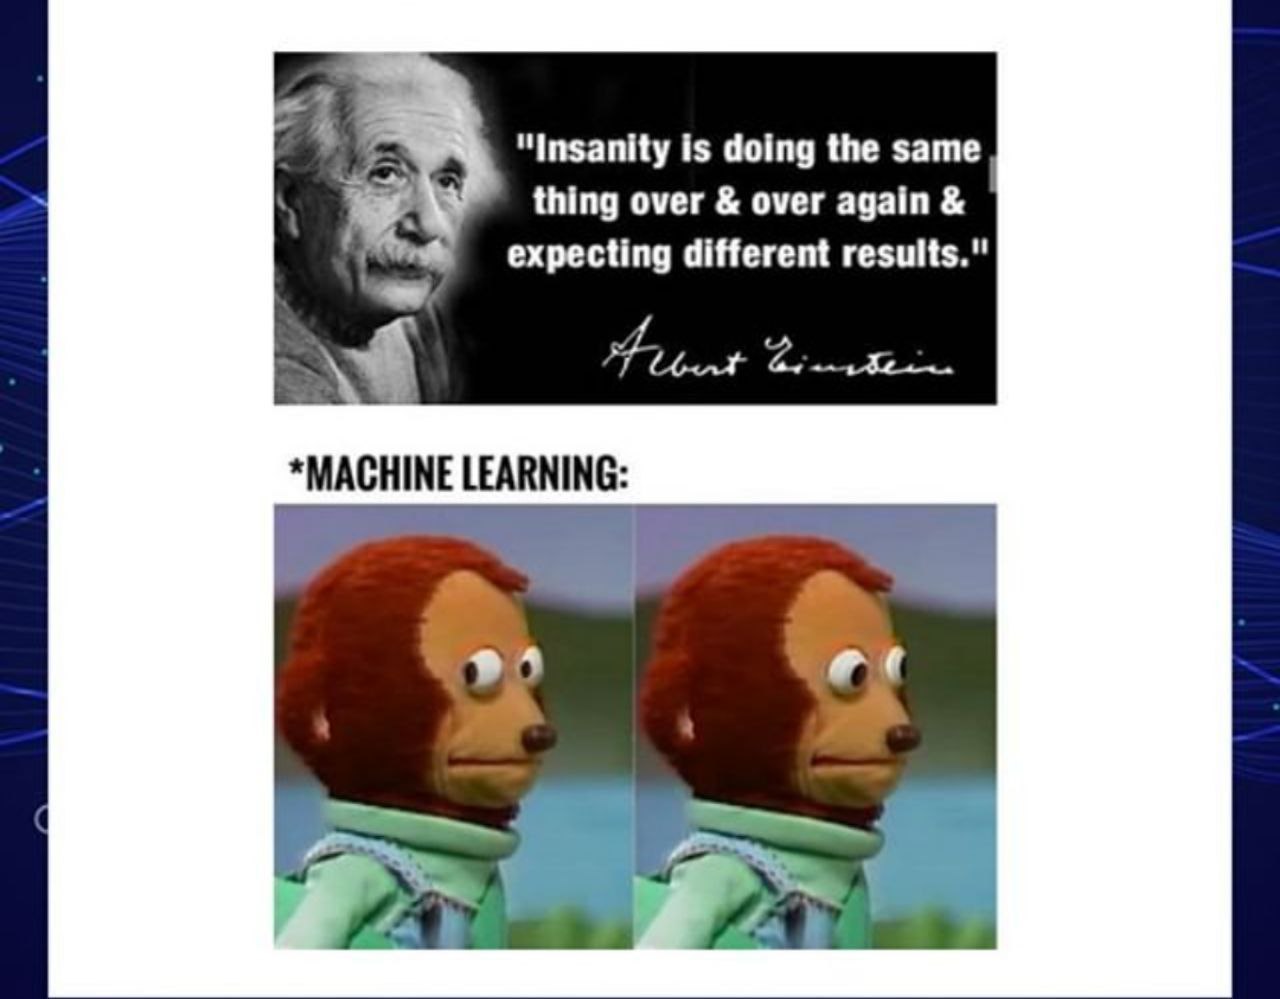 "Insanity is doing the same
thing over & over again &
expecting different results."
Albert Einstein
*MACHINE LEARNING: